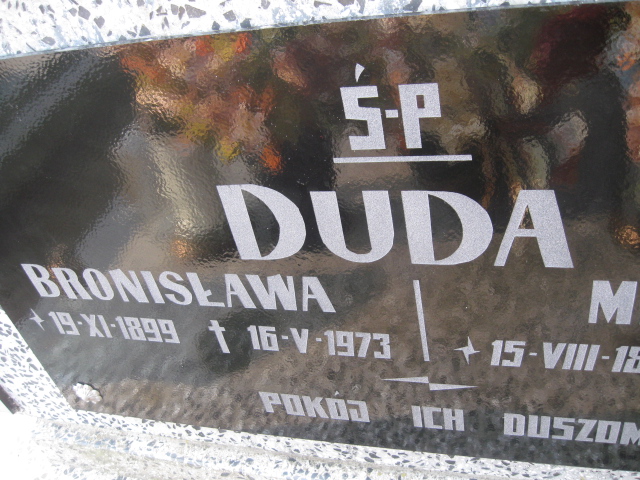 Ś-P
DUDA
BRONISŁAWA
19-XI-1899 † 16-V-1973 15-VIII-18
POKÓJ ICH DUSZOM